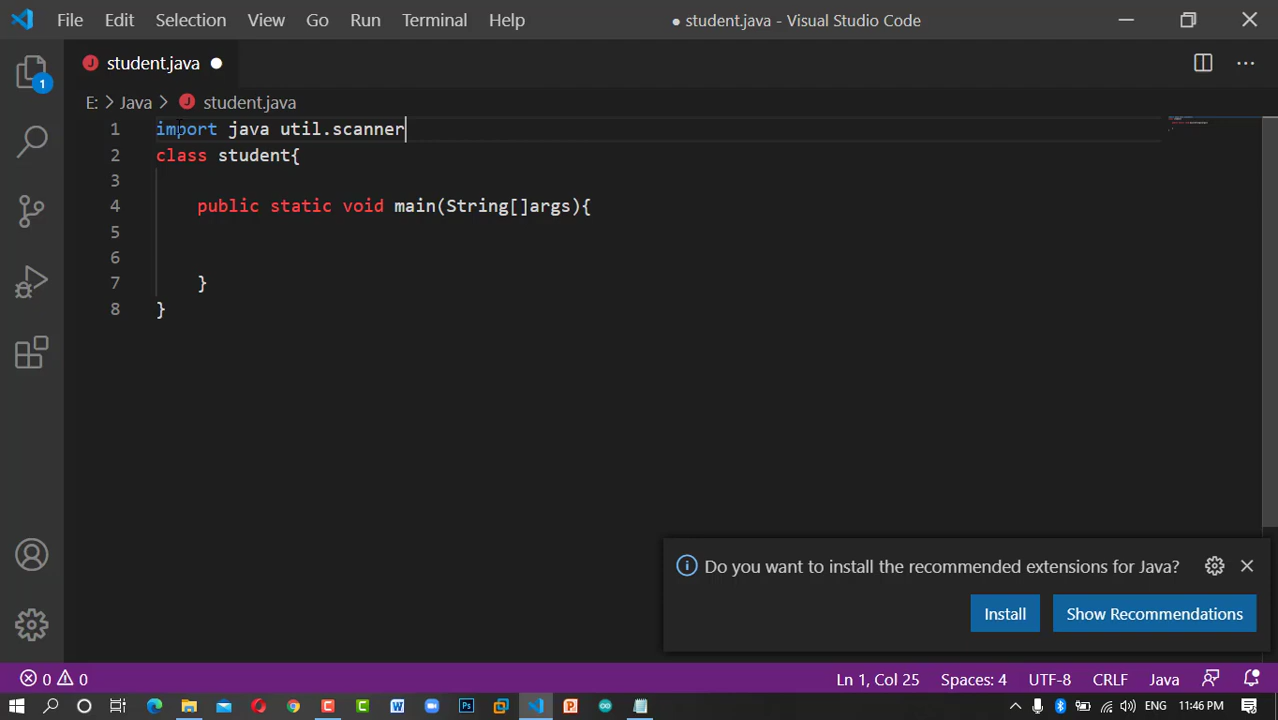 File Edit Selection View Go Run Terminal Help ● student.java - Visual Studio Code
J student.java ●
1
E: > Java > J student.java
1 import java util.scanner
2 class student{
3
4 public static void main(String[]args){
5
6
7 }
8 }
Do you want to install the recommended extensions for Java?
Install Show Recommendations
0 0 Ln 1, Col 25 Spaces: 4 UTF-8 CRLF Java
Ps C W P ENG 11:46 PM